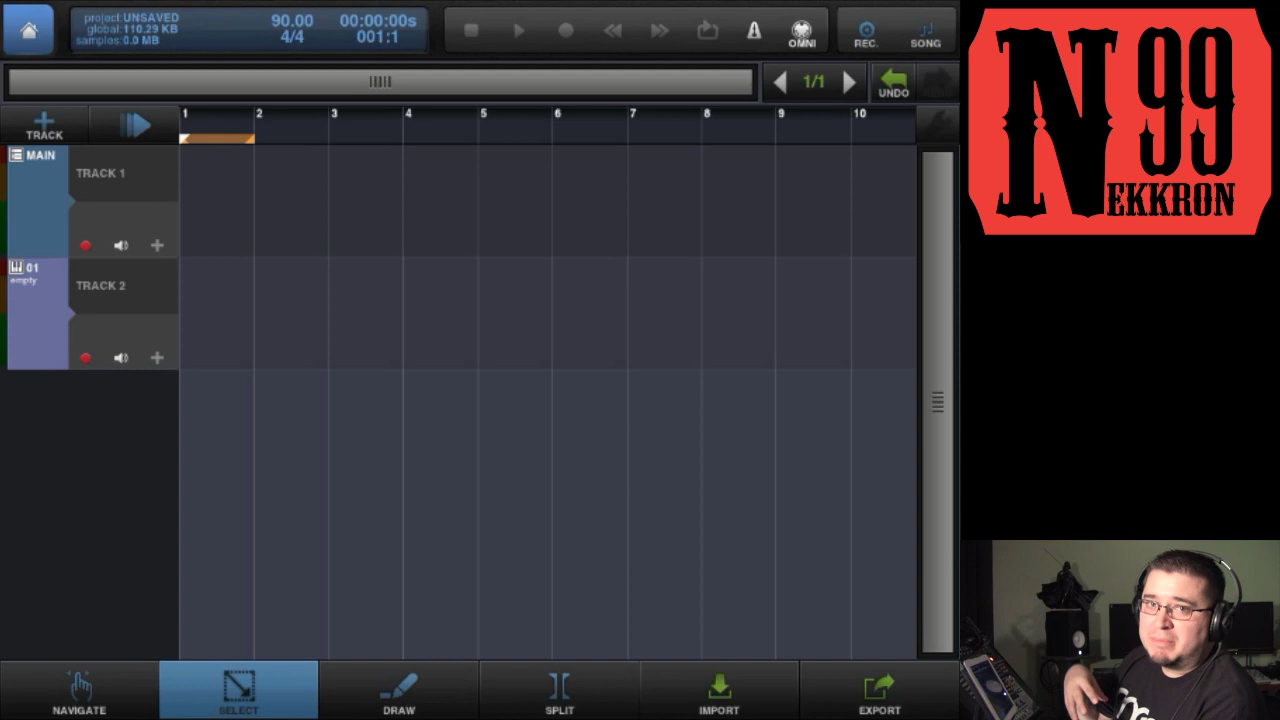 project:UNSAVED
global:110.29 KB
samples:0.0 MB
90.00
4/4
00:00:00s
001:1
OMNI
REC.
SONG
1/1
UNDO
TRACK
1 2 3 4 5 6 7 8 9 10
MAIN
TRACK 1
01
empty
TRACK 2
NAVIGATE
SELECT
DRAW
SPLIT
IMPORT
EXPORT
N 99
NEKKRON